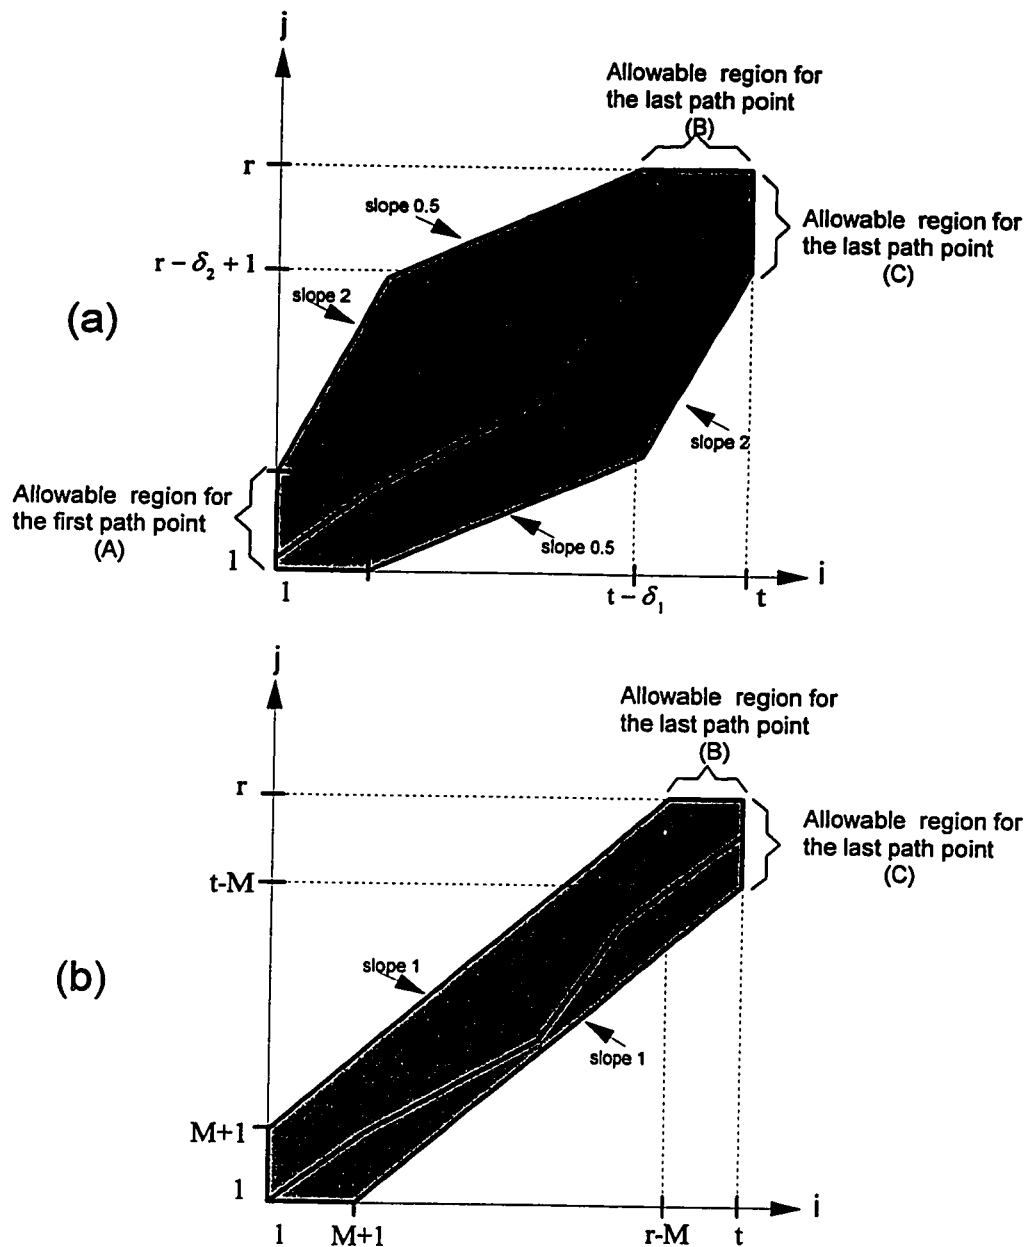 j
Allowable region for
the last path point
(B)
r
slope 0.5
Allowable region for
the last path point
(C)
r − δ₂ + 1
slope 2
(a)
slope 2
Allowable region for
the first path point
(A)
slope 0.5
1
i
1
t − δ₁
t
j
Allowable region for
the last path point
(B)
r
Allowable region for
the last path point
(C)
t-M
slope 1
(b)
slope 1
M+1
1
i
1
M+1
r-M
t